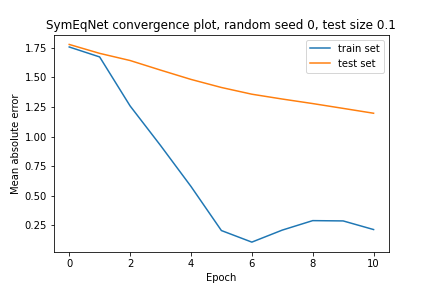 SymEqNet convergence plot, random seed 0, test size 0.1
train set
test set
1.75
1.50
1.25
1.00
0.75
0.50
0.25
Mean absolute error
0 2 4 6 8 10
Epoch